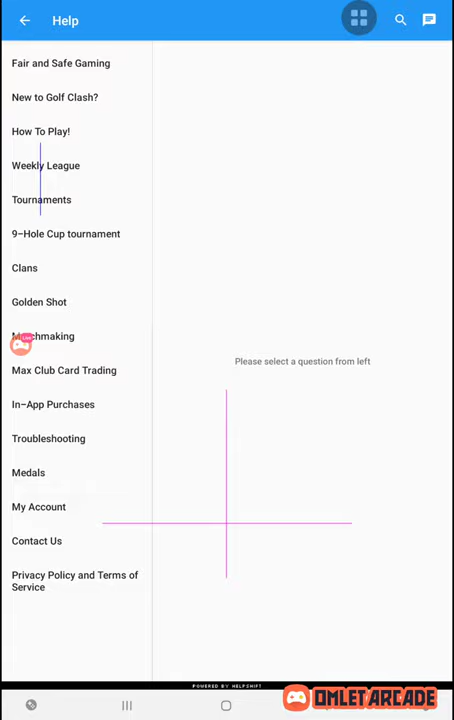 Help
Fair and Safe Gaming
New to Golf Clash?
How To Play!
Weekly League
Tournaments
9-Hole Cup tournament
Clans
Golden Shot
Matchmaking
Live
Please select a question from left
Max Club Card Trading
In-App Purchases
Troubleshooting
Medals
My Account
Contact Us
Privacy Policy and Terms of
Service
POWERED BY HELPSHIFT
OMLET ARCADE